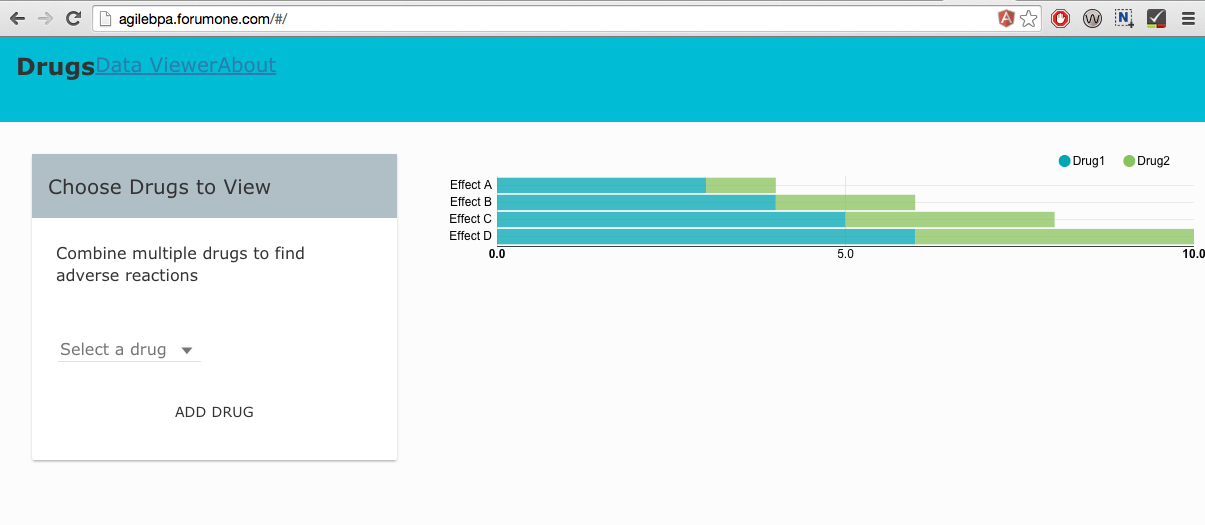 agilebpa.forumone.com/#/
DrugsData ViewerAbout
Choose Drugs to View
Combine multiple drugs to find
adverse reactions
Select a drug
ADD DRUG
Drug1 Drug2
Effect A
Effect B
Effect C
Effect D
0.0 5.0 10.0